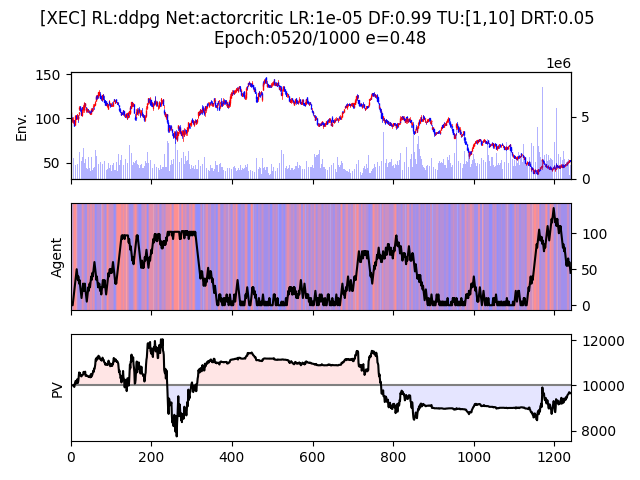 [XEC] RL:ddpg Net:actorcritic LR:1e-05 DF:0.99 TU:[1,10] DRT:0.05
Epoch:0520/1000 e=0.48
1e6
150
100
50
Env.
5
0
Agent
100
50
0
PV
12000
10000
8000
0 200 400 600 800 1000 1200